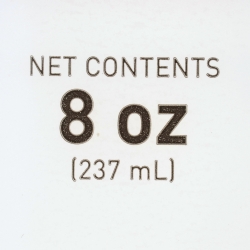 NET CONTENTS
8 oz
(237 mL)